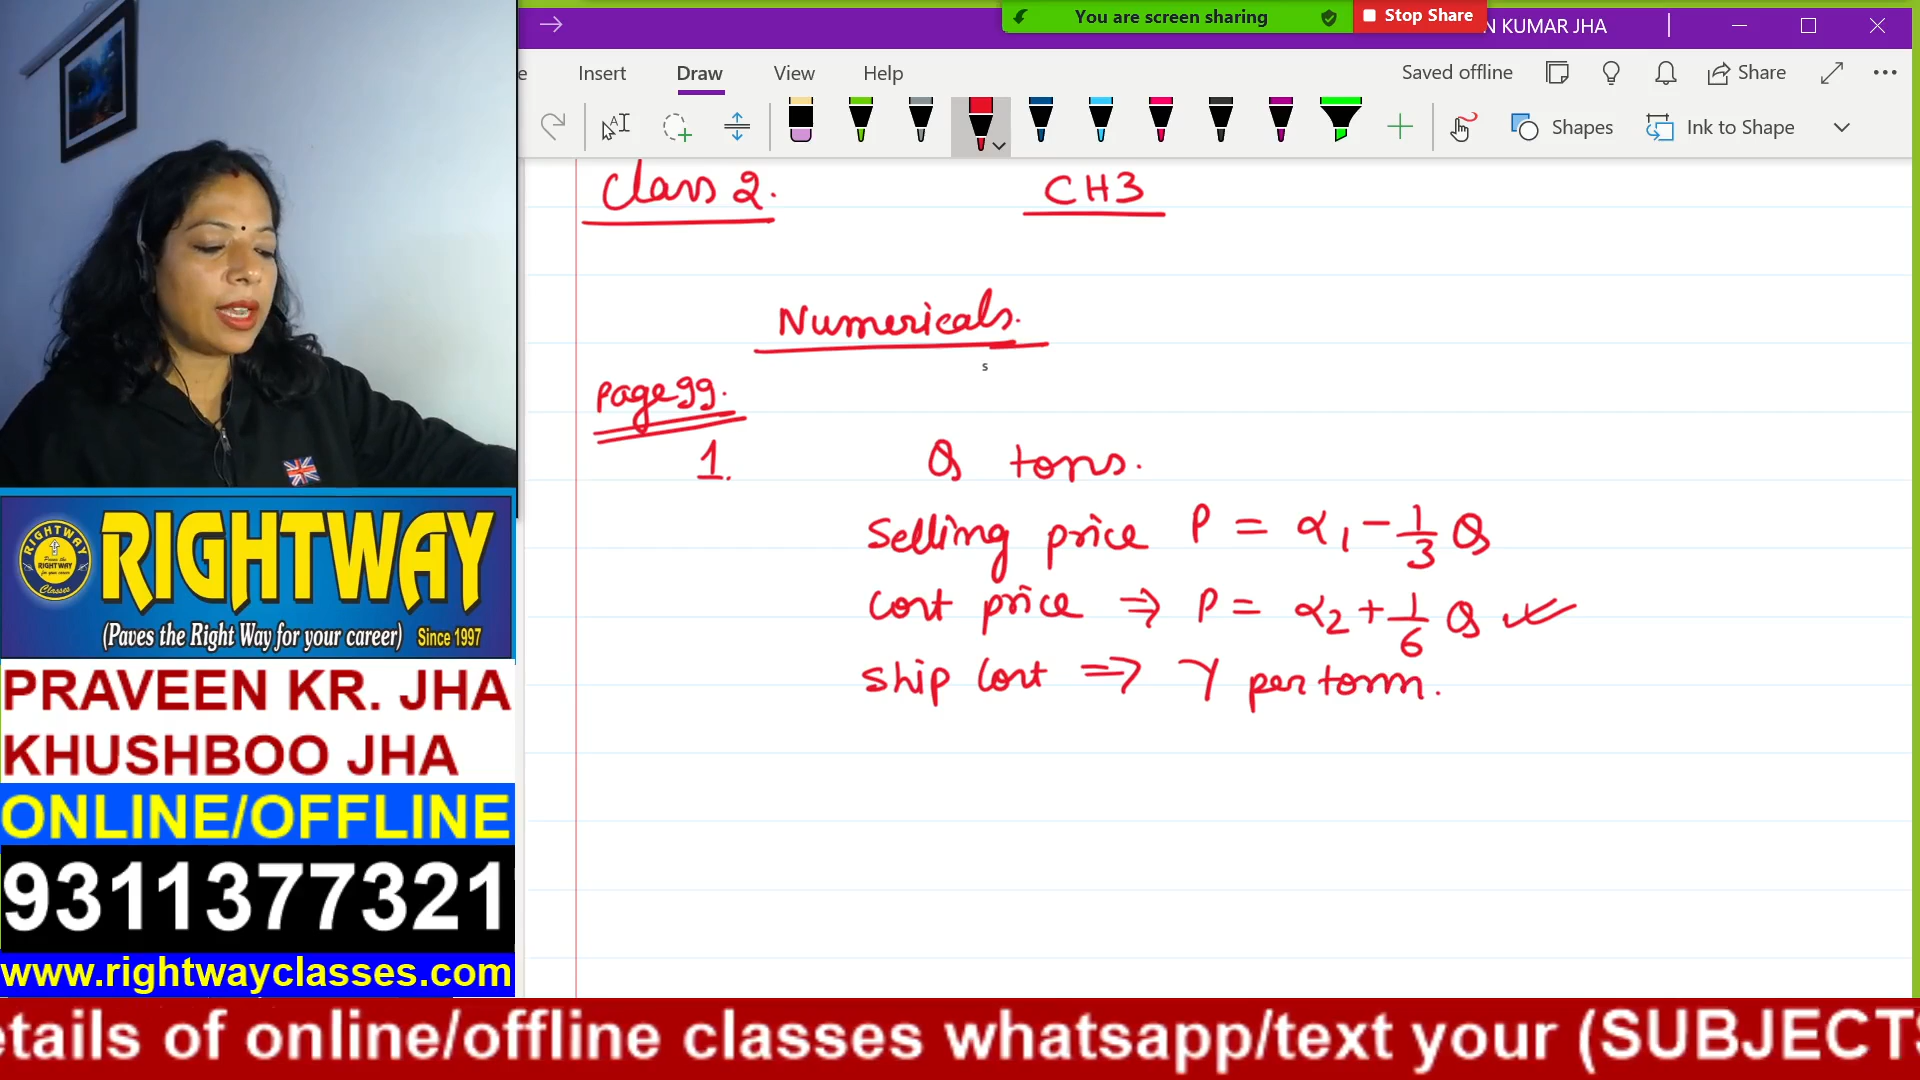 You are screen sharing
Stop Share
N KUMAR JHA
Insert Draw View Help
Saved offline
Share
Shapes
Ink to Shape
Class 2.
CH3
Numericals.
s
Page 99.
1. Q tons.
Selling price P = α₁ - 1/3 Q
Cost price ⇒ P = α₂ + 1/6 Q ✓
Ship Cost ⇒ γ per tonn.
RIGHTWAY
(Paves the Right Way for your career) Since 1997
PRAVEEN KR. JHA
KHUSHBOO JHA
ONLINE/OFFLINE
9311377321
www.rightwayclasses.com
etails of online/offline classes whatsapp/text your (SUBJECTS